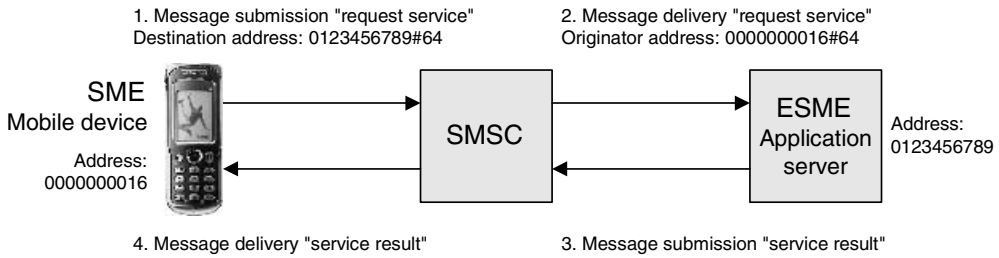 1. Message submission "request service"
Destination address: 0123456789#64
2. Message delivery "request service"
Originator address: 0000000016#64
SME
Mobile device
Address:
0000000016
SMSC
ESME
Application
server
Address:
0123456789
4. Message delivery "service result"
3. Message submission "service result"